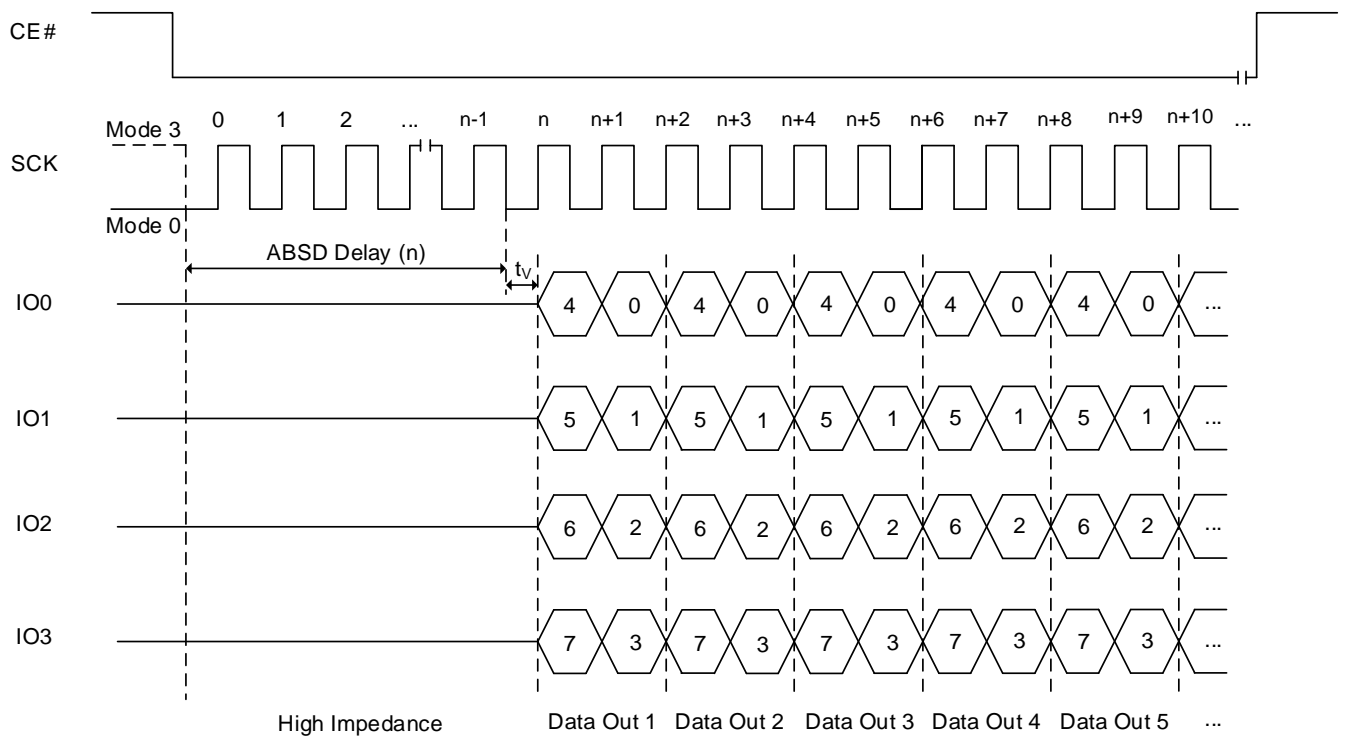 CE#
Mode 3 0 1 2 ... n-1 n n+1 n+2 n+3 n+4 n+5 n+6 n+7 n+8 n+9 n+10 ...
SCK
Mode 0
ABSD Delay (n)
tV
IO0 4 0 4 0 4 0 4 0 4 0 ...
IO1 5 1 5 1 5 1 5 1 5 1 ...
IO2 6 2 6 2 6 2 6 2 6 2 ...
IO3 7 3 7 3 7 3 7 3 7 3 ...
High Impedance Data Out 1 Data Out 2 Data Out 3 Data Out 4 Data Out 5 ...